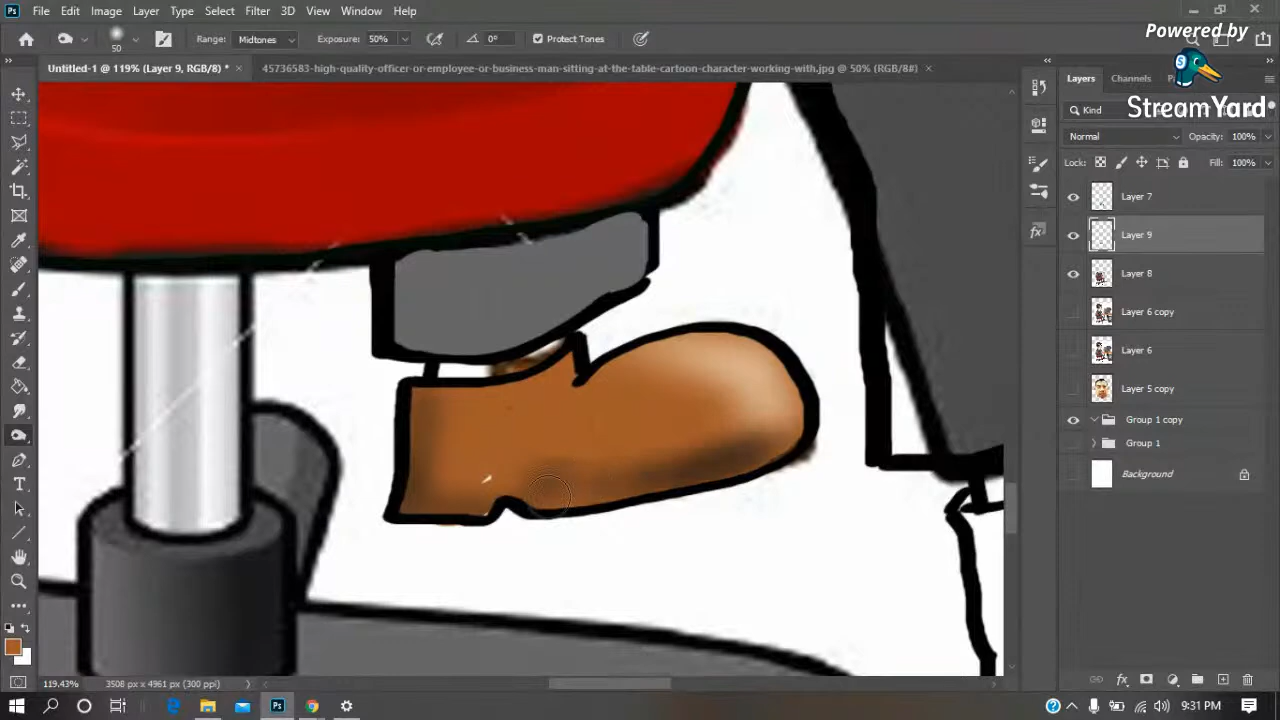 Ps File Edit Image Layer Type Select Filter 3D View Window Help
Powered by
50 Range: Midtones Exposure: 50% 0° Protect Tones
Untitled-1 @ 119% (Layer 9, RGB/8) * × 45736583-high-quality-officer-or-employee-or-business-man-sitting-at-the-table-cartoon-character-working-with.jpg @ 50% (RGB/8#) ×
Layers Channels
StreamYard
Kind
Normal Opacity: 100%
Lock: Fill: 100%
Layer 7
Layer 9
Layer 8
Layer 6 copy
Layer 6
Layer 5 copy
Group 1 copy
Group 1
Background
119.43% 3508 px x 4961 px (300 ppi)
9:31 PM